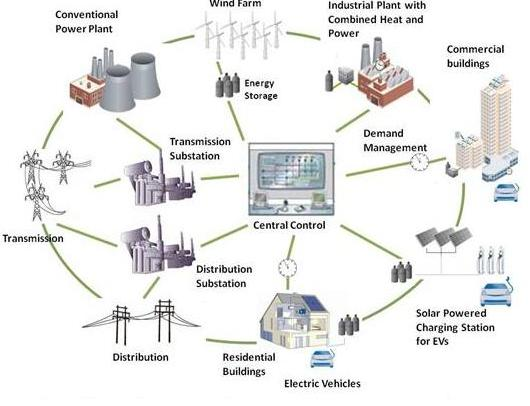 Wind Farm
Industrial Plant with
Combined Heat and
Power
Conventional
Power Plant
Commercial
buildings
Energy
Storage
Transmission
Substation
Demand
Management
Central Control
Transmission
Distribution
Substation
Solar Powered
Charging Station
for EVs
Distribution
Residential
Buildings
Electric Vehicles